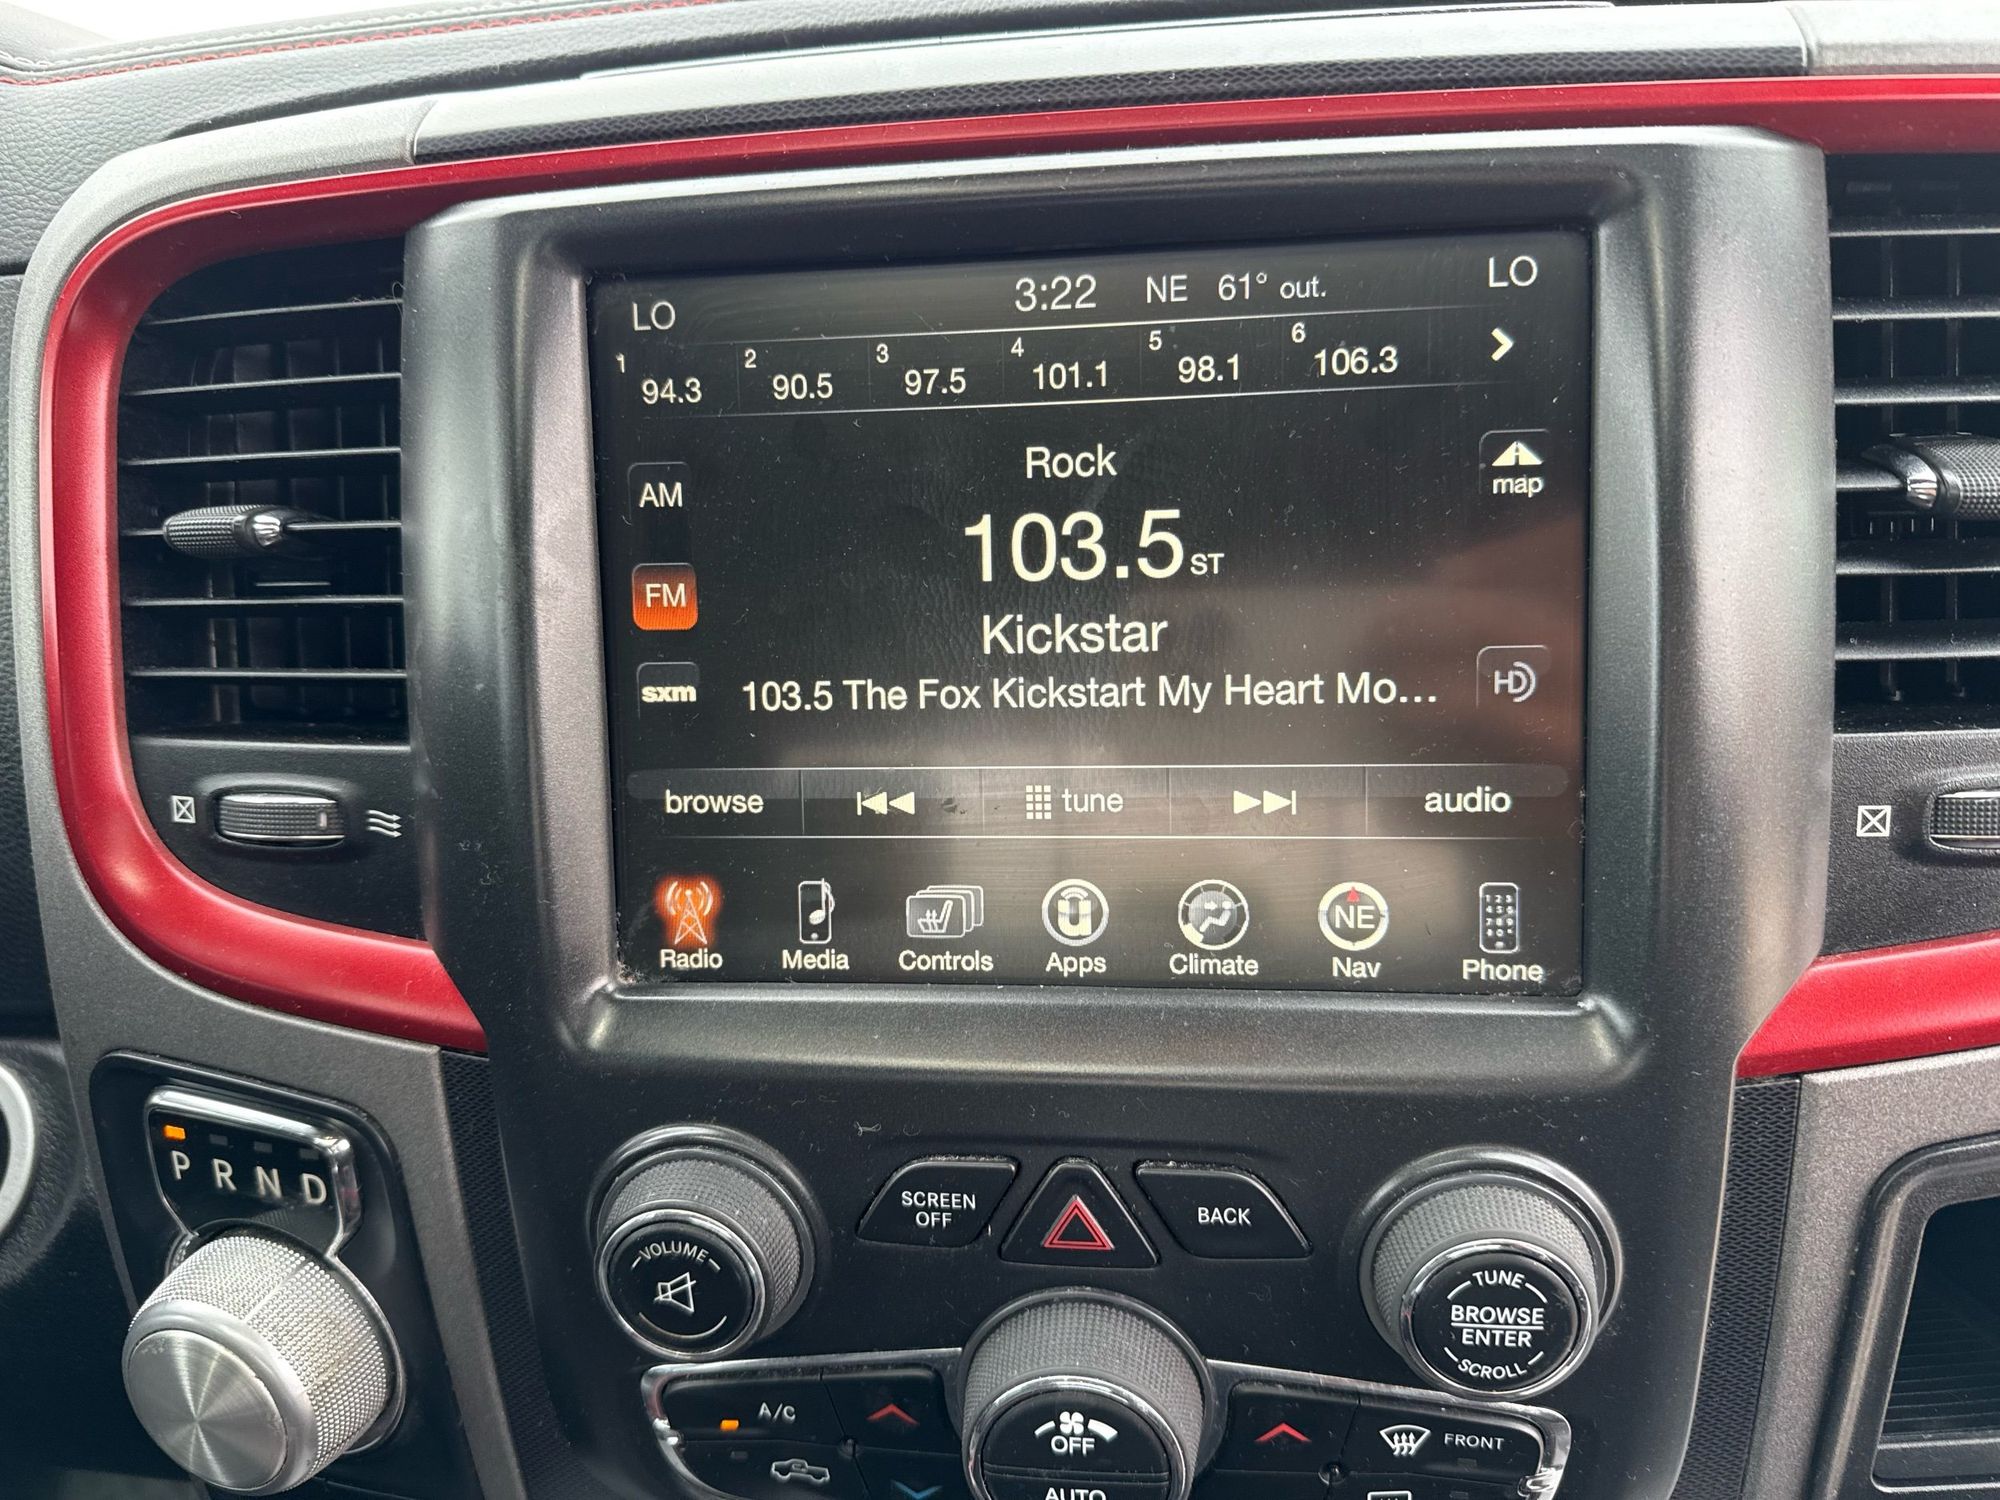 LO 3:22 NE 61° out. LO
1 94.3 2 90.5 3 97.5 4 101.1 5 98.1 6 106.3
Rock
map
AM
103.5 ST
FM
Kickstar
HD
sxm
103.5 The Fox Kickstart My Heart Mo...
browse tune audio
NE
Radio Media Controls Apps Climate Nav Phone
P R N D
SCREEN
OFF
BACK
VOLUME
TUNE
BROWSE
ENTER
SCROLL
A/C
OFF
FRONT
AUTO